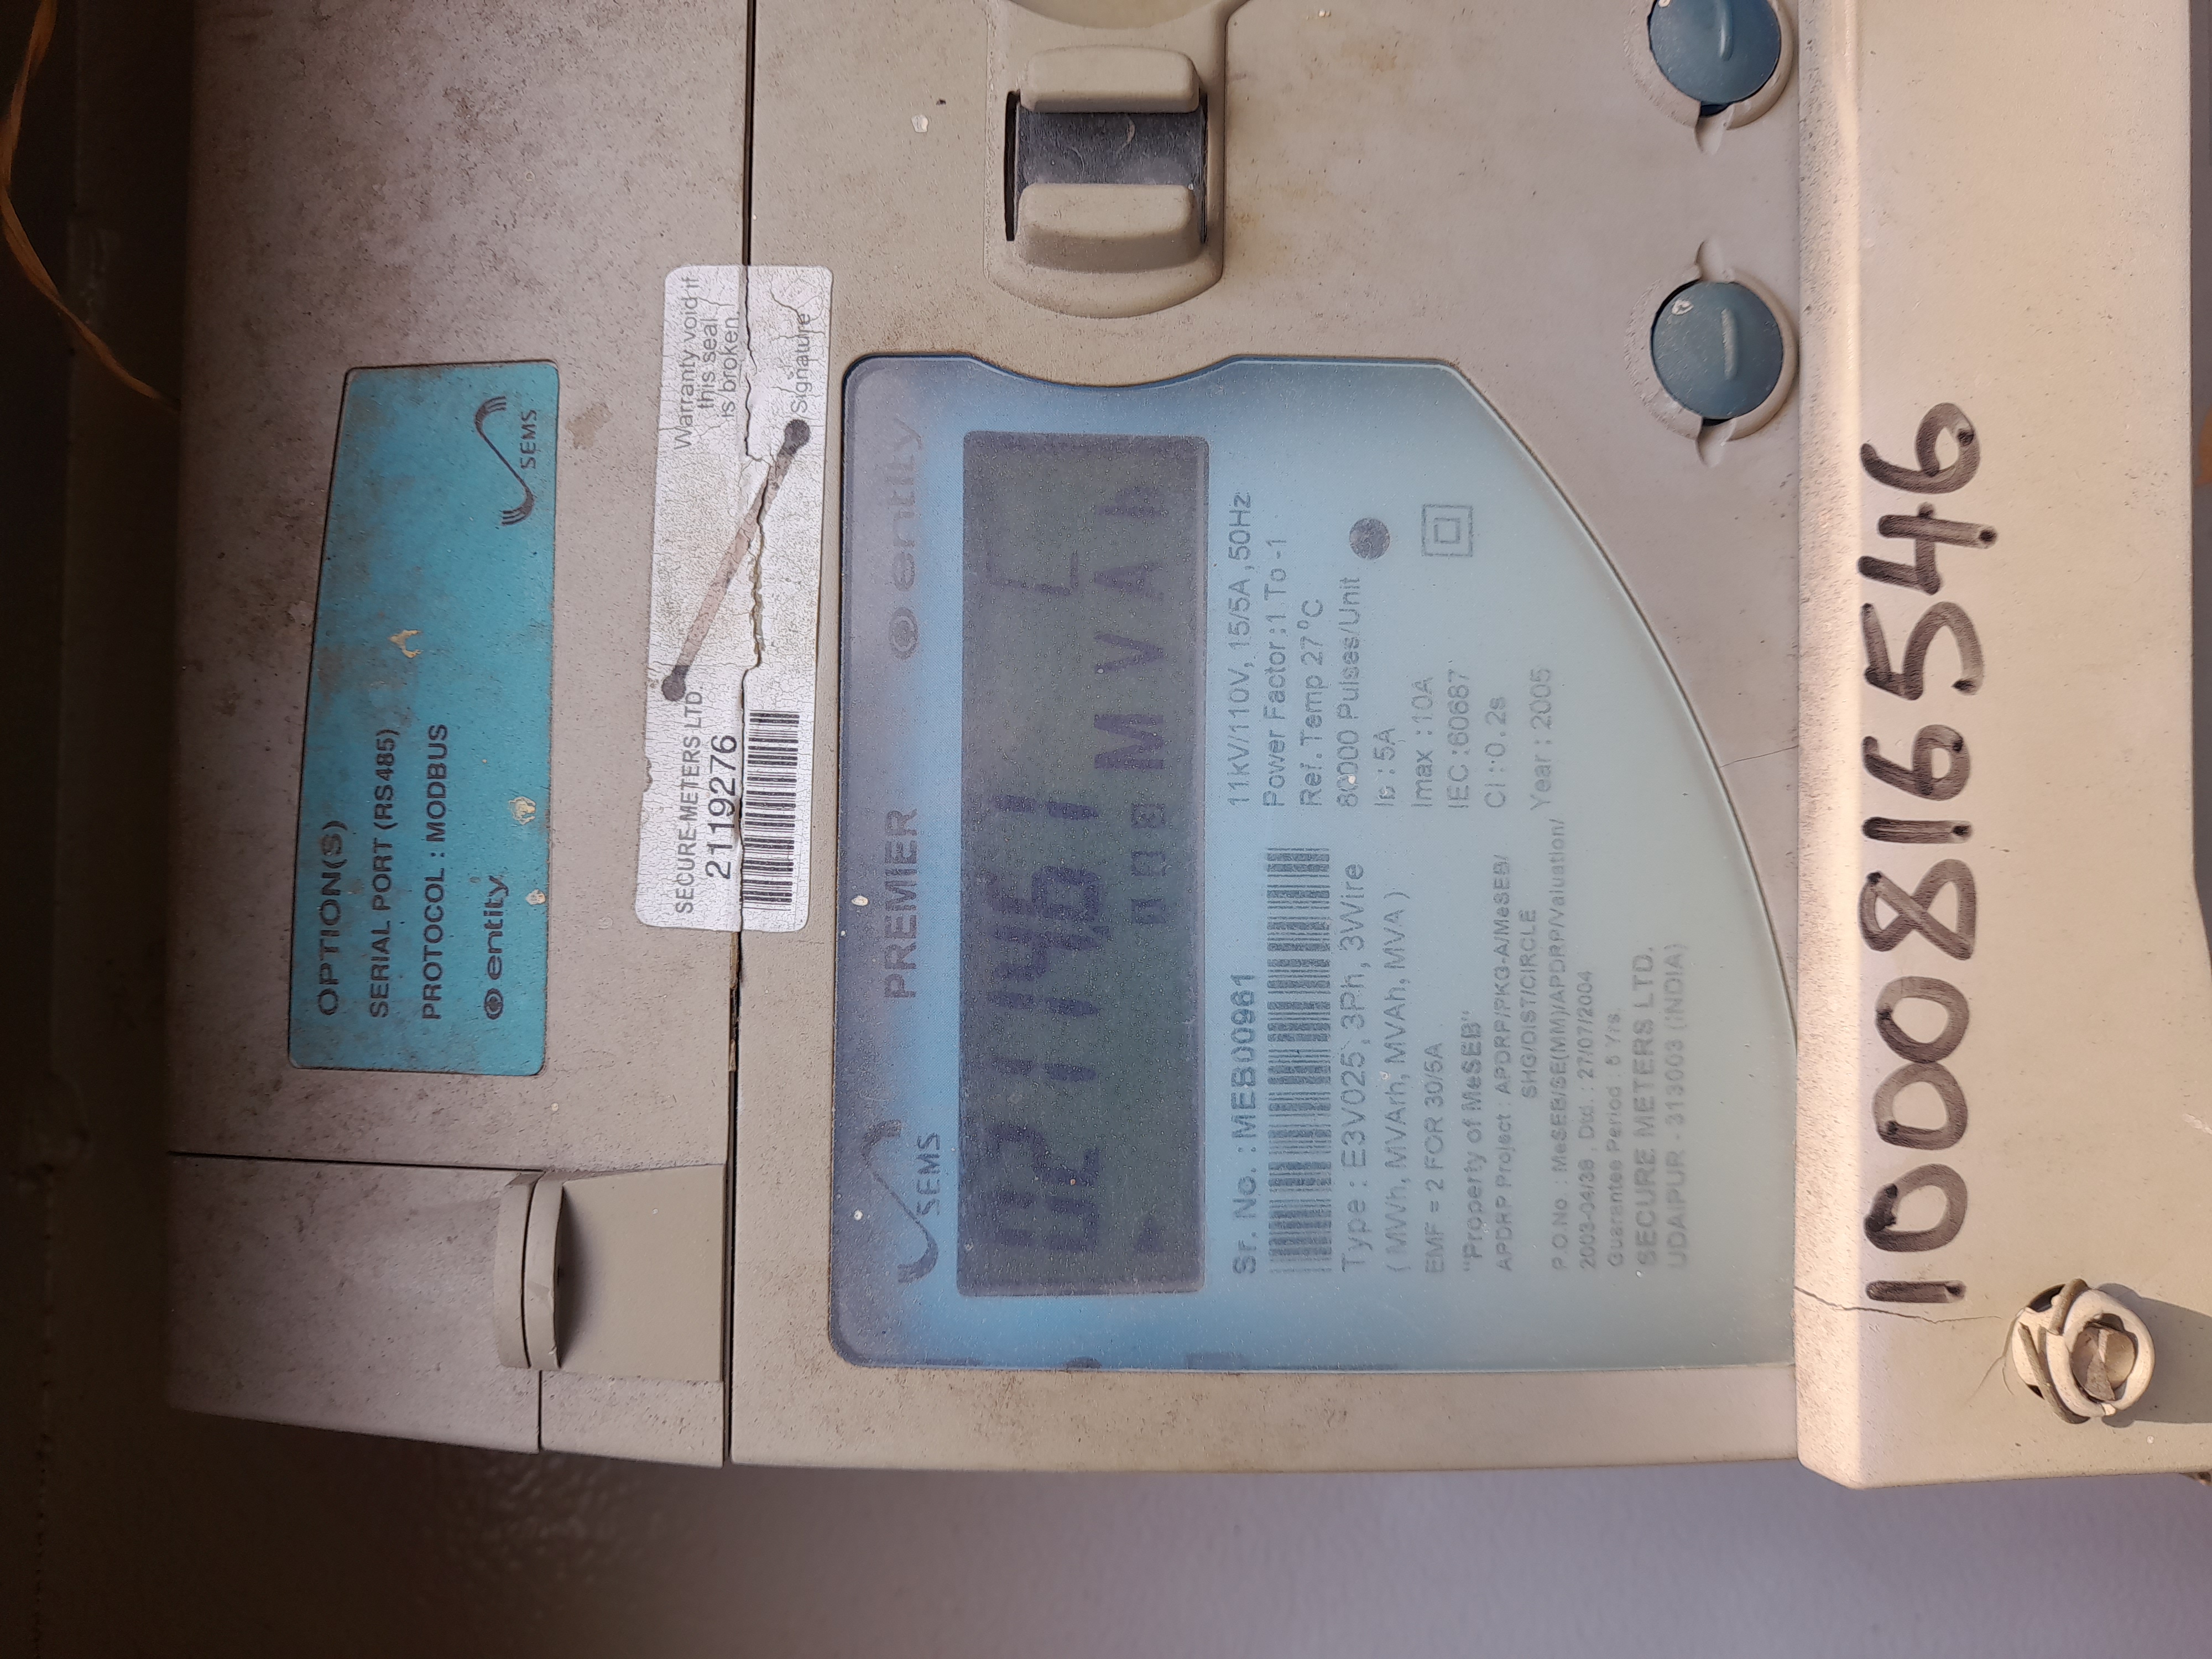 OPTION(S)
SERIAL PORT (RS485)
PROTOCOL : MODBUS
entity
SEMS
SECURE METERS LTD.
2119276
Warranty void if
this seal
is broken
Signature
SEMS
PREMIER
entity
MVAh
Sr. No. : MEB00961
Type : E3V025, 3Ph, 3Wire
( MWh, MVArh, MVAh, MVA )
EMF = 2 FOR 30/5A
"Property of MeSEB"
APDRP Project : APDRP/PKG-A/MeSEB/
SHG/DIST/CIRCLE
P.O.No : MeSEB/SE(MM)/APDRP/Valuation/
2003-04/38 , Dtd. : 27/07/2004
Guarantee Period : 5 Yrs
SECURE METERS LTD.
UDAIPUR - 313003 (INDIA)
11kV/110V, 15/5A ,50Hz
Power Factor :1 To -1
Ref. Temp 27°C
80000 Pulses/Unit
Ib : 5A
Imax : 10A
IEC :60687
Cl : 0.2s
Year : 2005
1000816546